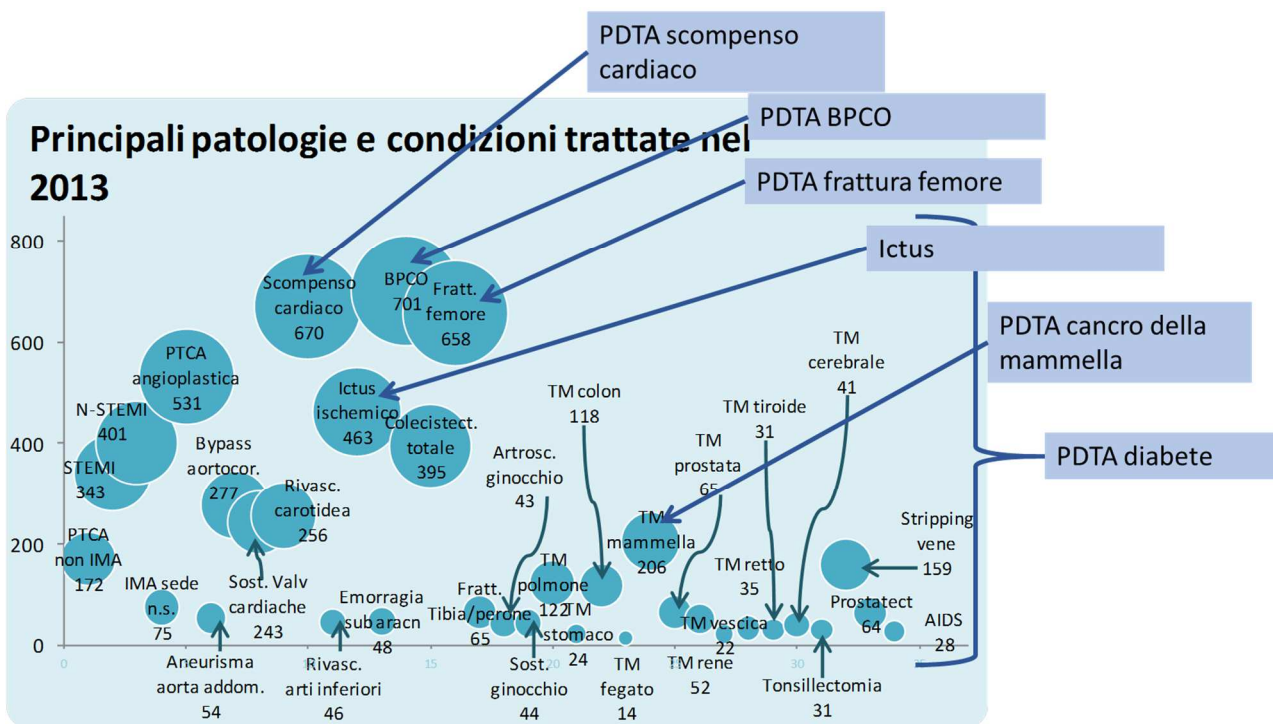 PDTA scompenso
cardiaco
PDTA BPCO
Principali patologie e condizioni trattate nel
2013
PDTA frattura femore
Ictus
PDTA cancro della
mammella
PDTA diabete
800
600
400
200
0
Scompenso
cardiaco
670
BPCO
701
Fratt.
femore
658
PTCA
angioplastica
531
N-STEMI
401
STEMI
343
Ictus
ischemico
463
Colecistect.
totale
395
Bypass
aortocor.
277
Rivasc.
carotidea
256
PTCA
non IMA
172
IMA sede
n.s.
75
Sost. Valv
cardiache
243
Aneurisma
aorta addom.
54
Rivasc.
arti inferiori
46
Emorragia
subaracn
48
Fratt.
Tibia/perone
65
Artrosc.
ginocchio
43
Sost.
ginocchio
44
TM
polmone
122
TM
stomaco
24
TM colon
118
TM
fegato
14
TM
mammella
206
TM
prostata
65
TM rene
52
TM vescica
22
TM retto
35
TM tiroide
31
TM
cerebrale
41
Tonsillectomia
31
Stripping
vene
159
Prostatect
64
AIDS
28
0
15
30